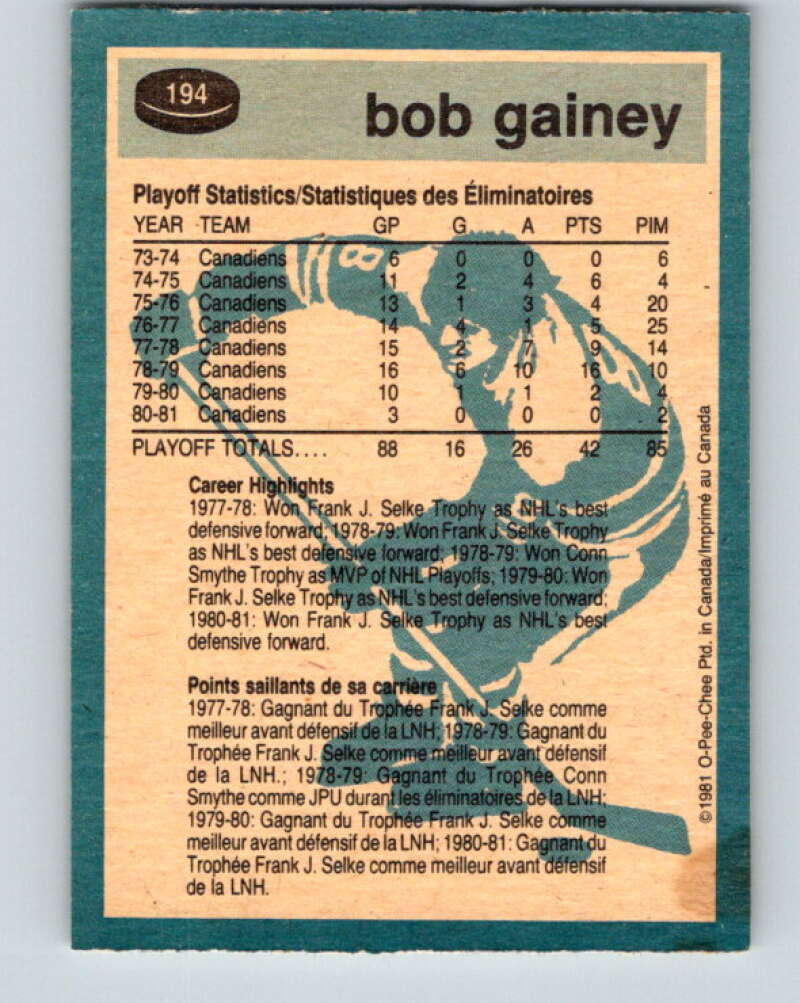 194
bob gainey
Playoff Statistics/Statistiques des Éliminatoires
YEAR TEAM GP G A PTS PIM
73-74 Canadiens 6 0 0 0 6
74-75 Canadiens 11 2 4 6 4
75-76 Canadiens 13 1 3 4 20
76-77 Canadiens 14 4 1 5 25
77-78 Canadiens 15 2 7 9 14
78-79 Canadiens 16 6 10 16 10
79-80 Canadiens 10 1 1 2 4
80-81 Canadiens 3 0 0 0 2
PLAYOFF TOTALS.... 88 16 26 42 85
Career Highlights
1977-78: Won Frank J. Selke Trophy as NHL's best
defensive forward; 1978-79: Won Frank J. Selke Trophy
as NHL's best defensive forward; 1978-79: Won Conn
Smythe Trophy as MVP of NHL Playoffs; 1979-80: Won
Frank J. Selke Trophy as NHL's best defensive forward;
1980-81: Won Frank J. Selke Trophy as NHL's best
defensive forward.
Points saillants de sa carrière
1977-78: Gagnant du Trophée Frank J. Selke comme
meilleur avant défensif de la LNH; 1978-79: Gagnant du
Trophée Frank J. Selke comme meilleur avant défensif
de la LNH.; 1978-79: Gagnant du Trophée Conn
Smythe comme JPU durant les éliminatoires de la LNH;
1979-80: Gagnant du Trophée Frank J. Selke comme
meilleur avant défensif de la LNH; 1980-81: Gagnant du
Trophée Frank J. Selke comme meilleur avant défensif
de la LNH.
©1981 O-Pee-Chee Ptd. in Canada/Imprimé au Canada